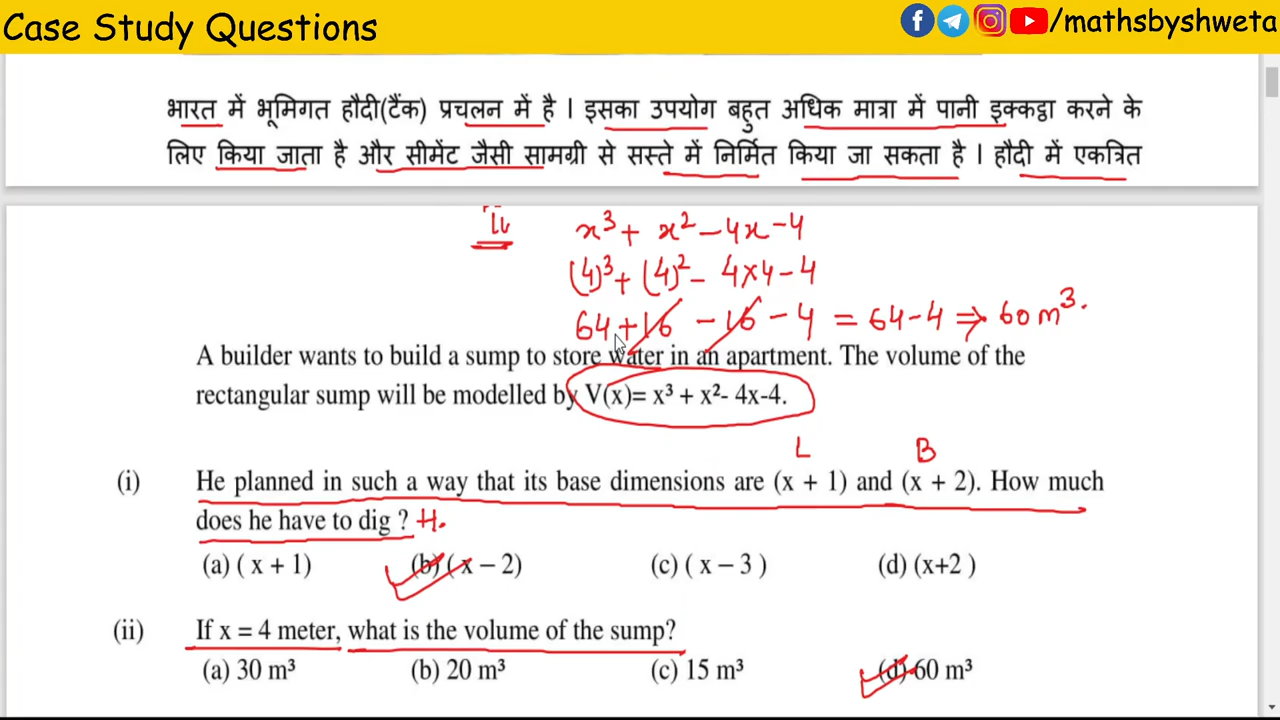 Case Study Questions
/mathsbyshweta
भारत में भूमिगत हौदी(टैंक) प्रचलन में है । इसका उपयोग बहुत अधिक मात्रा में पानी इक्कट्ठा करने के
लिए किया जाता है और सीमेंट जैसी सामग्री से सस्ते में निर्मित किया जा सकता है । हौदी में एकत्रित
x³ + x² - 4x - 4
(4)³ + (4)² - 4×4 - 4
64 + 16 - 16 - 4 = 64 - 4 ⇒ 60 m³.
A builder wants to build a sump to store water in an apartment. The volume of the
rectangular sump will be modelled by V(x)= x³ + x²- 4x-4.
L B
(i) He planned in such a way that its base dimensions are (x + 1) and (x + 2). How much
does he have to dig ? H.
(a) ( x + 1) (b) ( x – 2) (c) ( x – 3 ) (d) (x+2 )
(ii) If x = 4 meter, what is the volume of the sump?
(a) 30 m³ (b) 20 m³ (c) 15 m³ (d) 60 m³